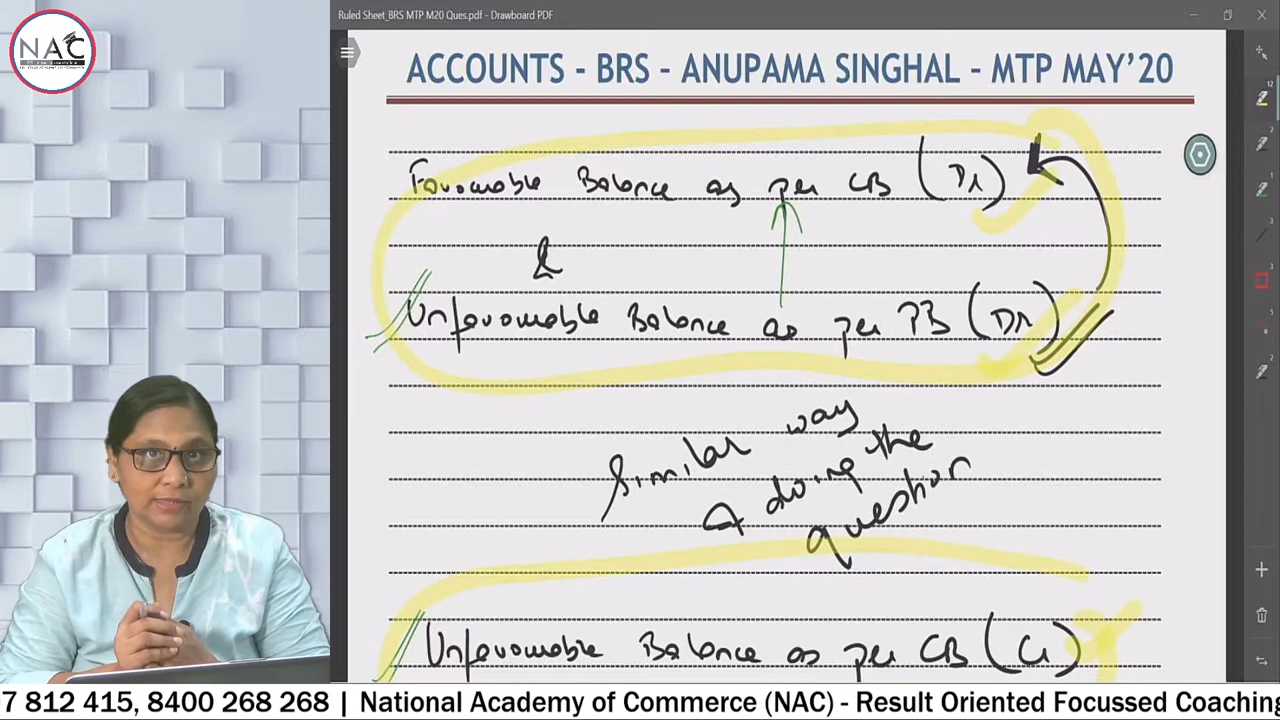 Ruled Sheet_BRS MTP M20 Ques.pdf - Drawboard PDF
NAC
ACCOUNTS - BRS - ANUPAMA SINGHAL - MTP MAY'20
Favourable Balance as per CB (Dr)
&
Unfavourable Balance as per PB (Dr)
Similar way
of doing the
question
Unfavourable Balance as per CB (Cr)
7 812 415, 8400 268 268 | National Academy of Commerce (NAC) - Result Oriented Focussed Coaching